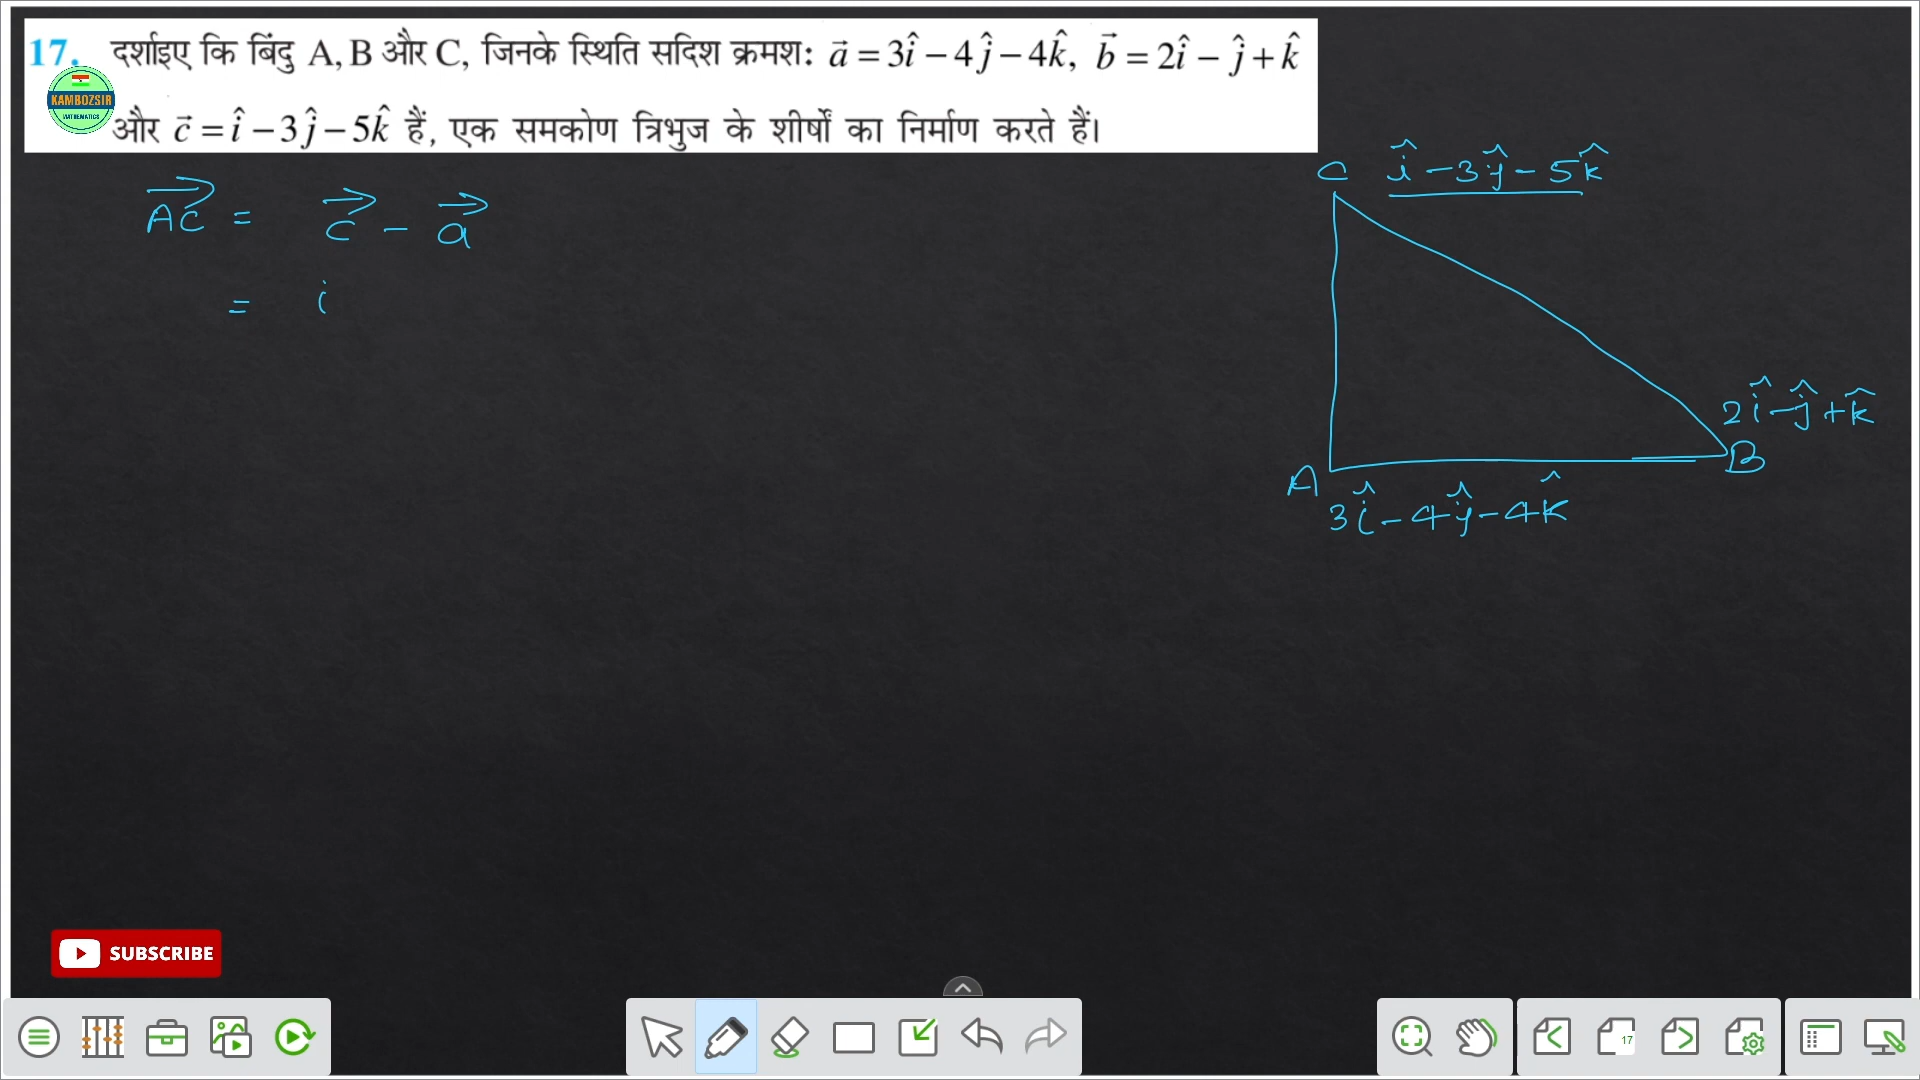 17. दर्शाइए कि बिंदु A, B और C, जिनके स्थिति सदिश क्रमशः a⃗ = 3î − 4ĵ − 4k̂, b⃗ = 2î − ĵ + k̂
और c⃗ = î − 3ĵ − 5k̂ हैं, एक समकोण त्रिभुज के शीर्षों का निर्माण करते हैं।
KAMBOZSIR
MATHEMATICS
AC⃗ = c⃗ − a⃗
= i
C î − 3ĵ − 5k̂
2î − ĵ + k̂
B
A
3î − 4ĵ − 4k̂
SUBSCRIBE
17